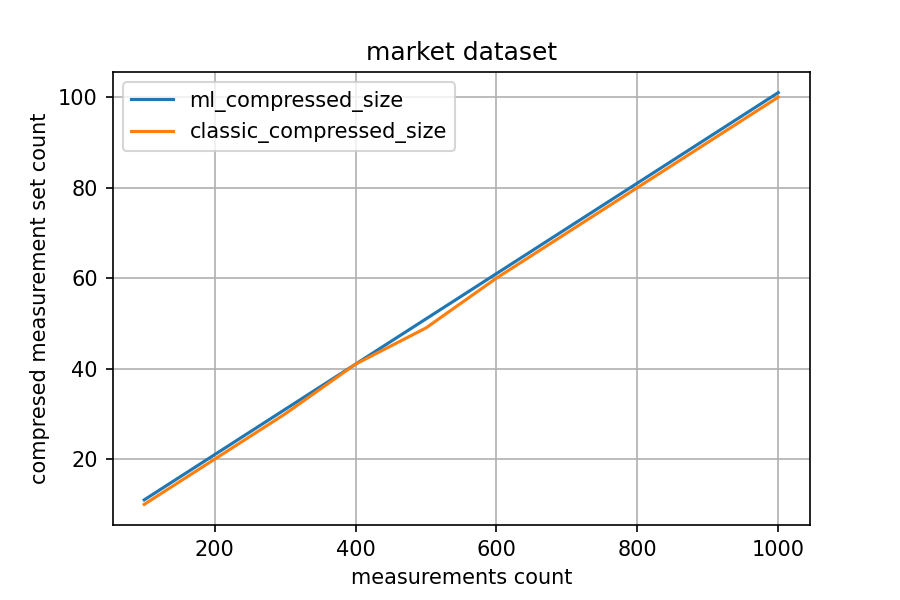 market dataset
ml_compressed_size
classic_compressed_size
compresed measurement set count
100
80
60
40
20
200
400
600
800
1000
measurements count